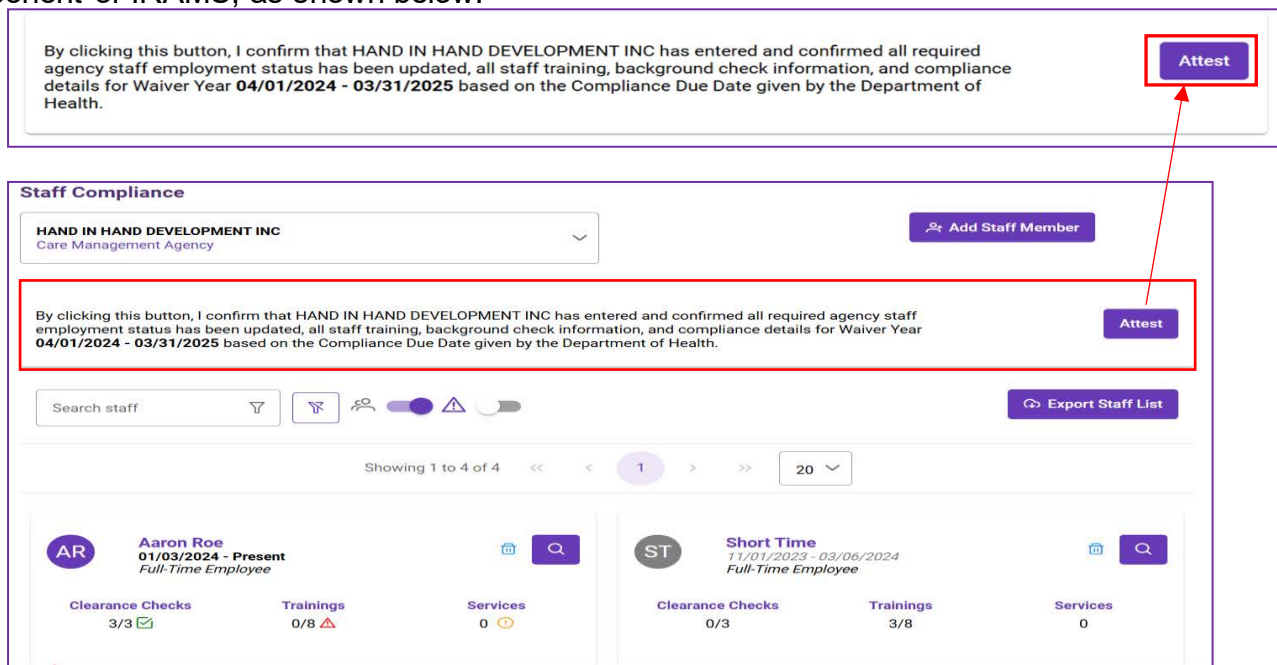 of IRAMS, as shown below:
By clicking this button, I confirm that HAND IN HAND DEVELOPMENT INC has entered and confirmed all required
agency staff employment status has been updated, all staff training, background check information, and compliance
details for Waiver Year 04/01/2024 - 03/31/2025 based on the Compliance Due Date given by the Department of
Health.
Attest
Staff Compliance
HAND IN HAND DEVELOPMENT INC
Care Management Agency
Add Staff Member
By clicking this button, I confirm that HAND IN HAND DEVELOPMENT INC has entered and confirmed all required agency staff
employment status has been updated, all staff training, background check information, and compliance details for Waiver Year
04/01/2024 - 03/31/2025 based on the Compliance Due Date given by the Department of Health.
Attest
Search staff
Export Staff List
Showing 1 to 4 of 4 << < 1 > >> 20
AR
Aaron Roe
01/03/2024 - Present
Full-Time Employee
Clearance Checks Trainings Services
3/3 0/8 0
ST
Short Time
11/01/2023 - 03/06/2024
Full-Time Employee
Clearance Checks Trainings Services
0/3 3/8 0